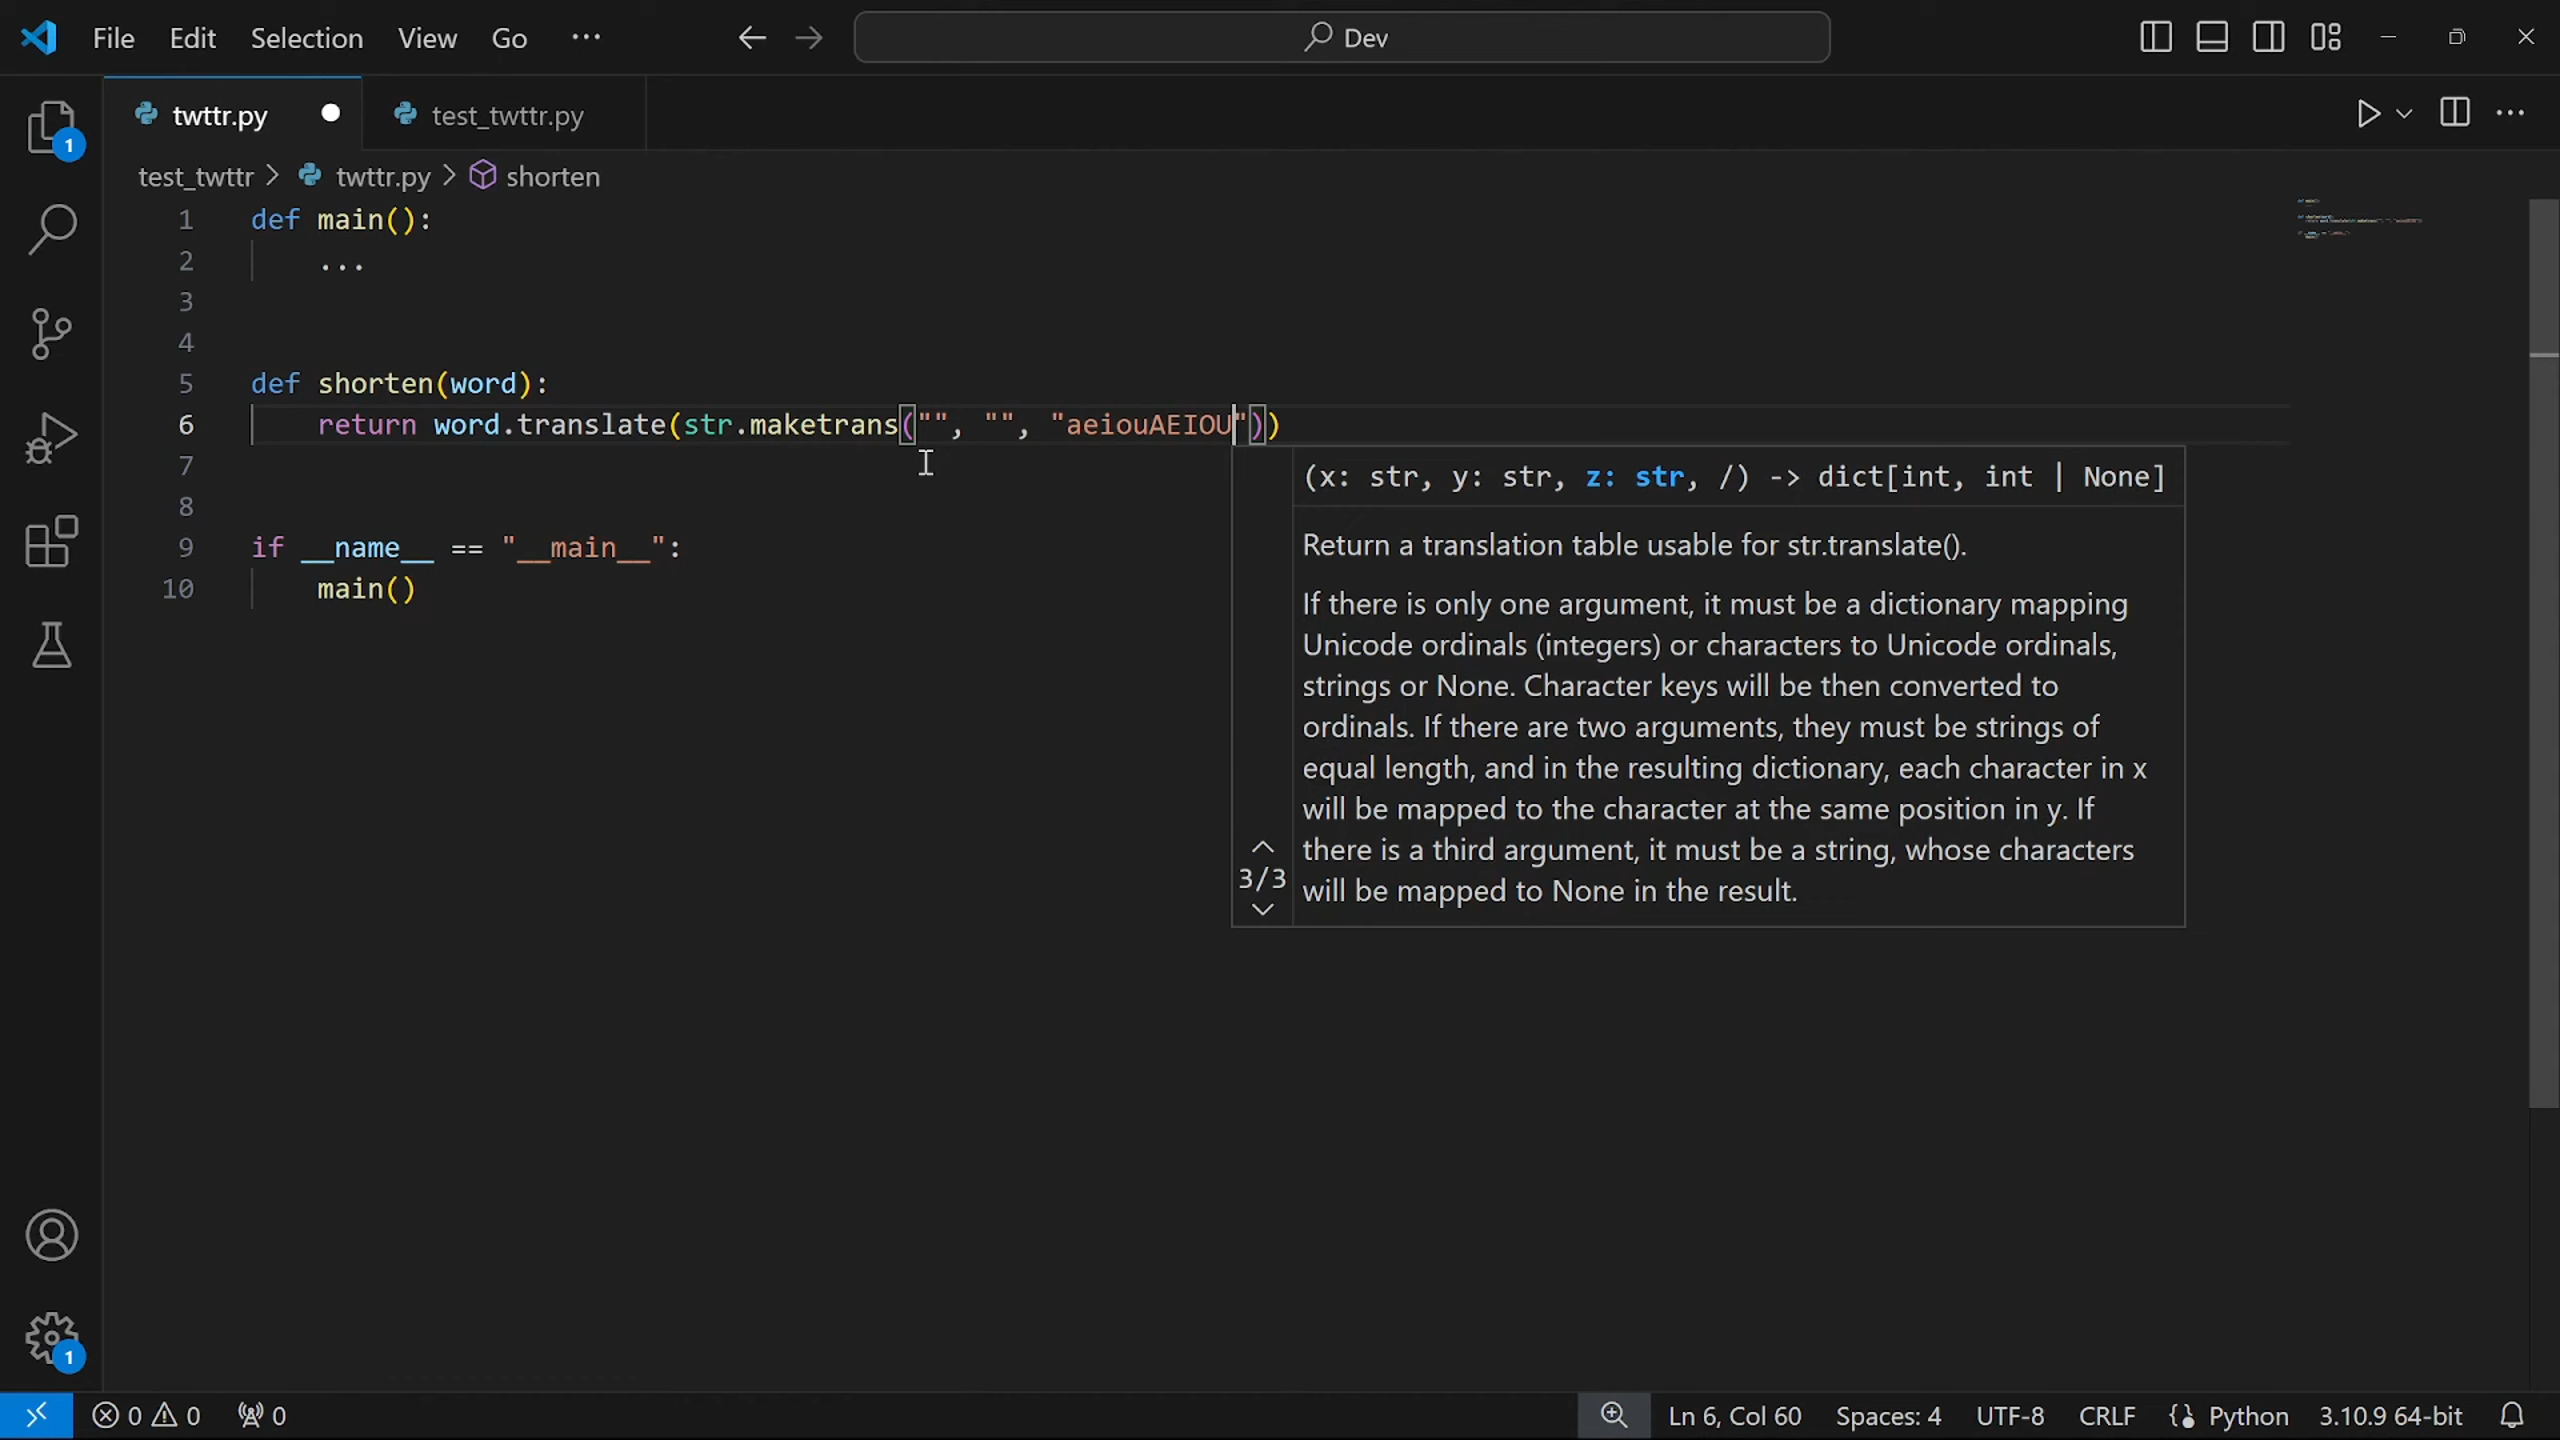 File Edit Selection View Go ··· Dev
twttr.py test_twttr.py
1
test_twttr > twttr.py > shorten
1 def main():
2 ...
3
4
5 def shorten(word):
6 return word.translate(str.maketrans("", "", "aeiouAEIOU"))
7
8
9 if __name__ == "__main__":
10 main()
(x: str, y: str, z: str, /) -> dict[int, int | None]
Return a translation table usable for str.translate().
If there is only one argument, it must be a dictionary mapping
Unicode ordinals (integers) or characters to Unicode ordinals,
strings or None. Character keys will be then converted to
ordinals. If there are two arguments, they must be strings of
equal length, and in the resulting dictionary, each character in x
will be mapped to the character at the same position in y. If
there is a third argument, it must be a string, whose characters
3/3
will be mapped to None in the result.
1
0 0 0 Ln 6, Col 60 Spaces: 4 UTF-8 CRLF Python 3.10.9 64-bit